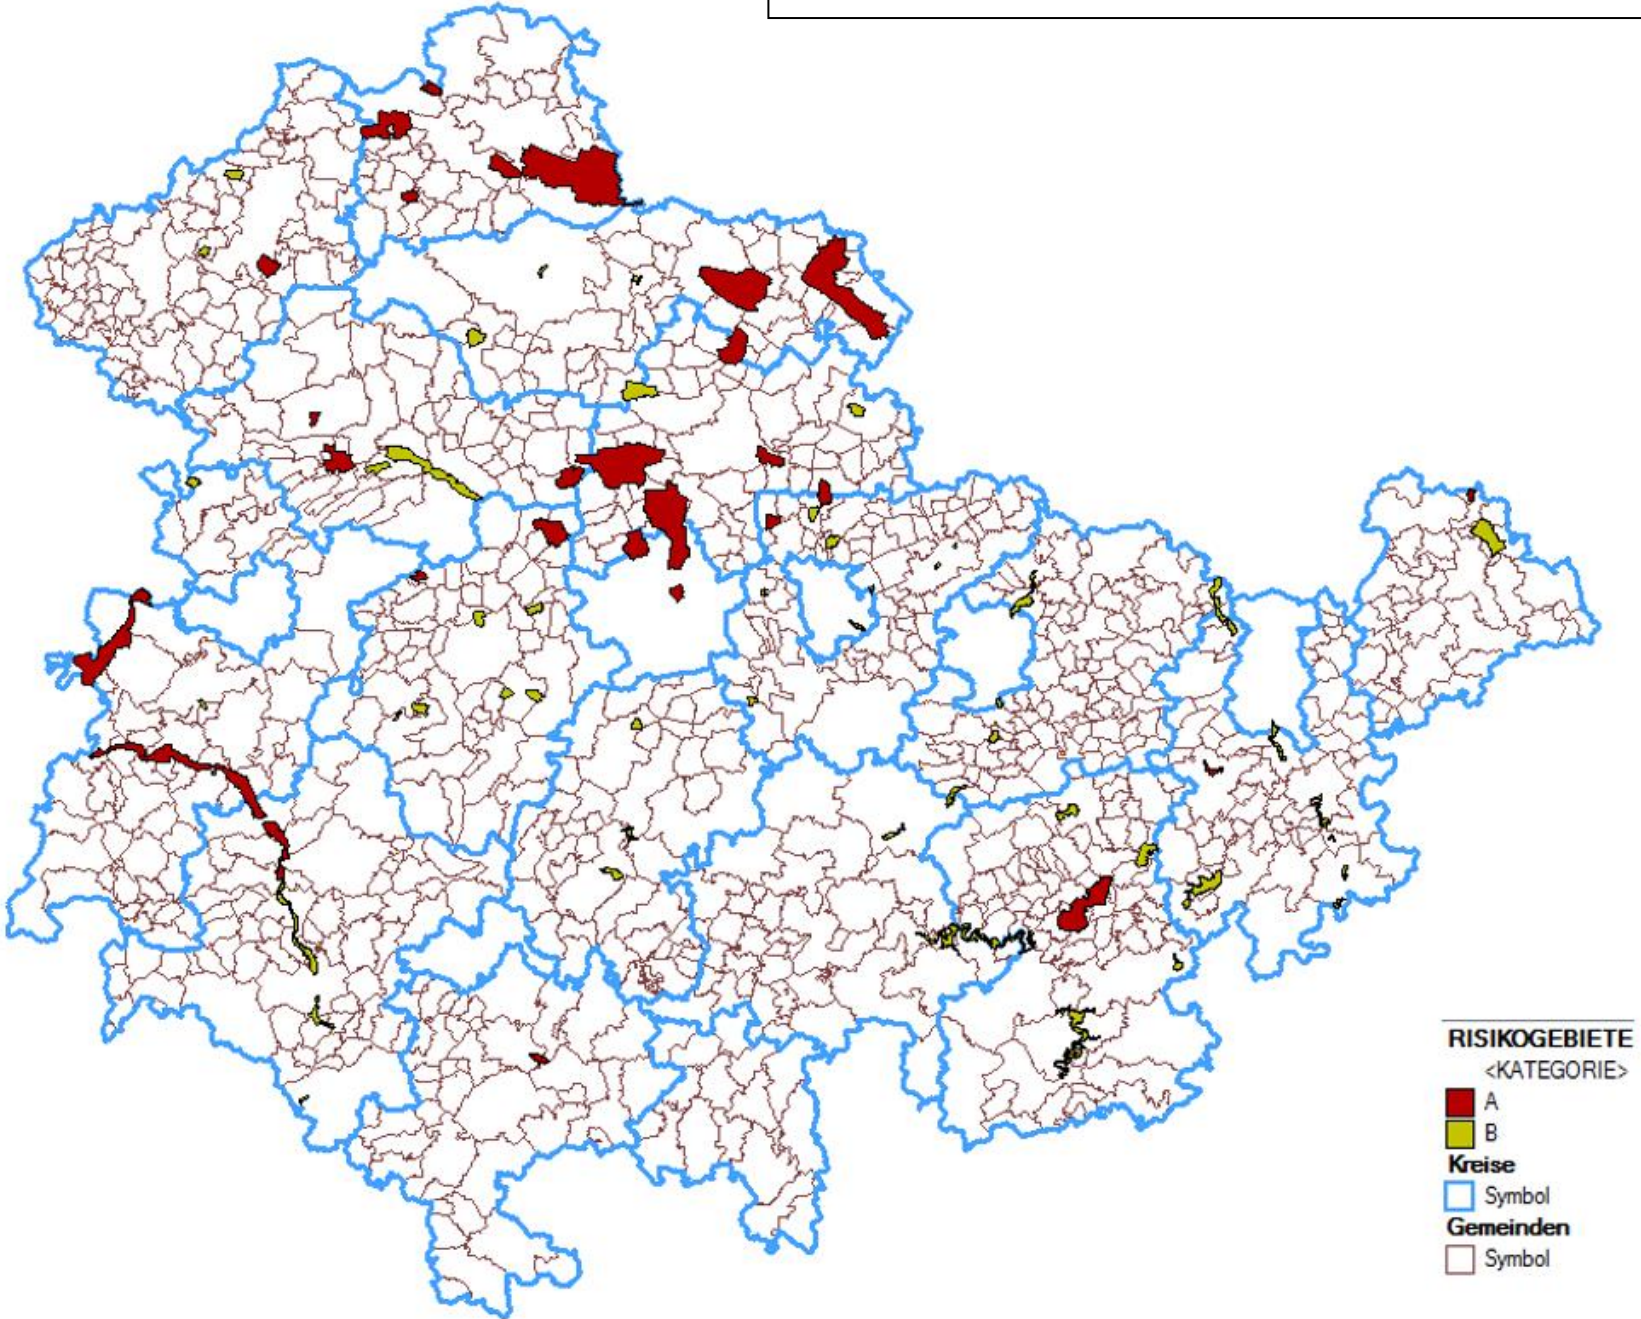 RISIKOGEBIETE
<KATEGORIE>
A
B
Kreise
Symbol
Gemeinden
Symbol